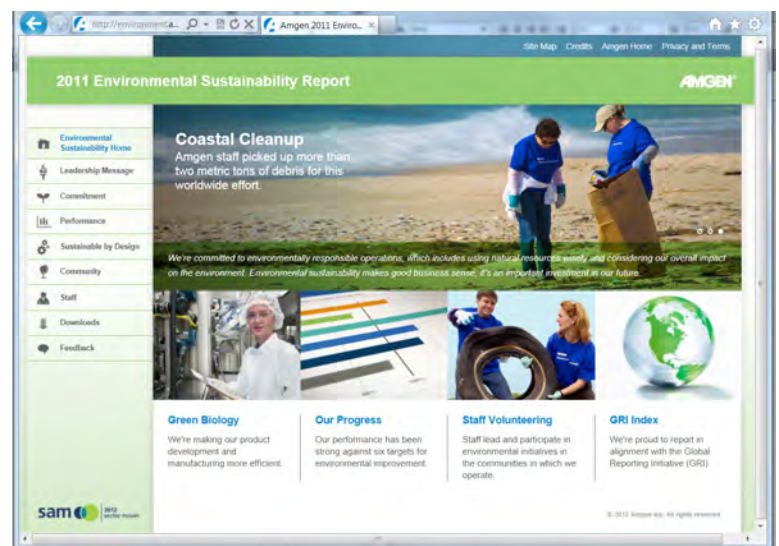 Amgen 2011 Enviro...
Site Map Credits Amgen Home Privacy and Terms
2011 Environmental Sustainability Report
AMGEN
Environmental
Sustainability Home
Leadership Message
Commitment
Performance
Sustainable by Design
Community
Staff
Downloads
Feedback
Coastal Cleanup
Amgen staff picked up more than
two metric tons of debris for this
worldwide effort.
We're committed to environmentally responsible operations, which includes using natural resources wisely and considering our overall impact
on the environment. Environmental sustainability makes good business sense; it's an important investment in our future.
Green Biology
We're making our product
development and
manufacturing more efficient.
Our Progress
Our performance has been
strong against six targets for
environmental improvement.
Staff Volunteering
Staff lead and participate in
environmental initiatives in
the communities in which we
operate.
GRI Index
We're proud to report in
alignment with the Global
Reporting Initiative (GRI).
sam
2012
© 2012 Amgen Inc. All rights reserved.